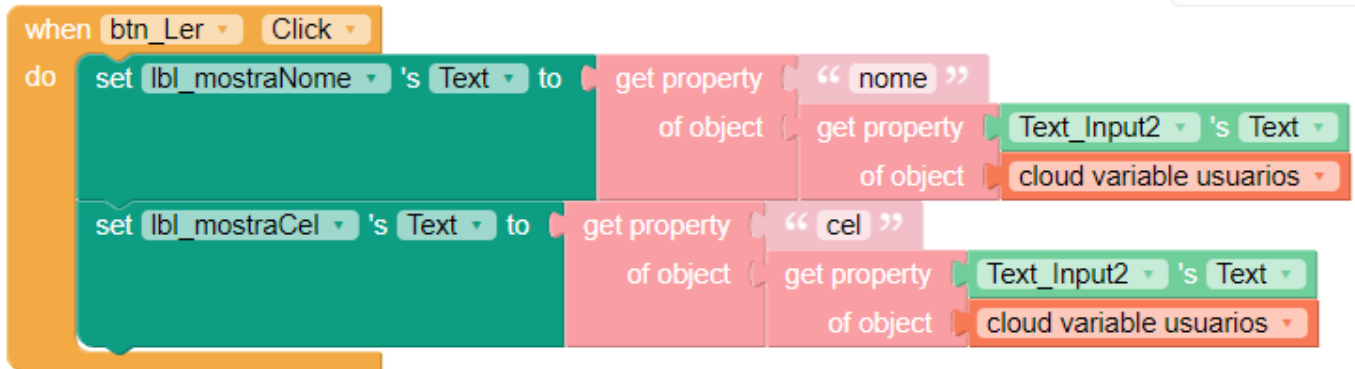 when btn_Ler Click
do set lbl_mostraNome 's Text to get property “ nome ”
of object get property Text_Input2 's Text
of object cloud variable usuarios
set lbl_mostraCel 's Text to get property “ cel ”
of object get property Text_Input2 's Text
of object cloud variable usuarios